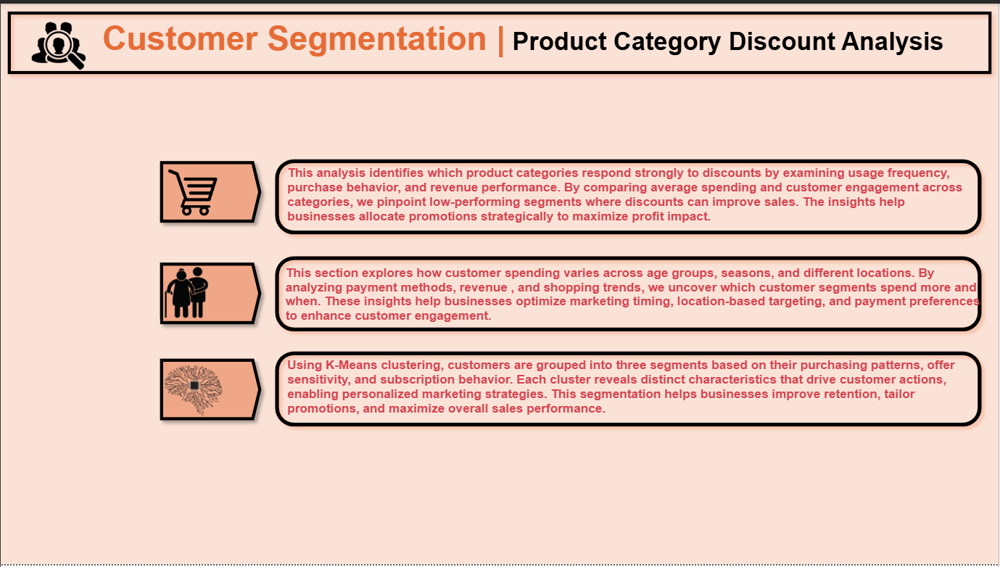 Customer Segmentation | Product Category Discount Analysis
This analysis identifies which product categories respond strongly to discounts by examining usage frequency,
purchase behavior, and revenue performance. By comparing average spending and customer engagement across
categories, we pinpoint low-performing segments where discounts can improve sales. The insights help
businesses allocate promotions strategically to maximize profit impact.
This section explores how customer spending varies across age groups, seasons, and different locations. By
analyzing payment methods, revenue , and shopping trends, we uncover which customer segments spend more and
when. These insights help businesses optimize marketing timing, location-based targeting, and payment preferences
to enhance customer engagement.
Using K-Means clustering, customers are grouped into three segments based on their purchasing patterns, offer
sensitivity, and subscription behavior. Each cluster reveals distinct characteristics that drive customer actions,
enabling personalized marketing strategies. This segmentation helps businesses improve retention, tailor
promotions, and maximize overall sales performance.